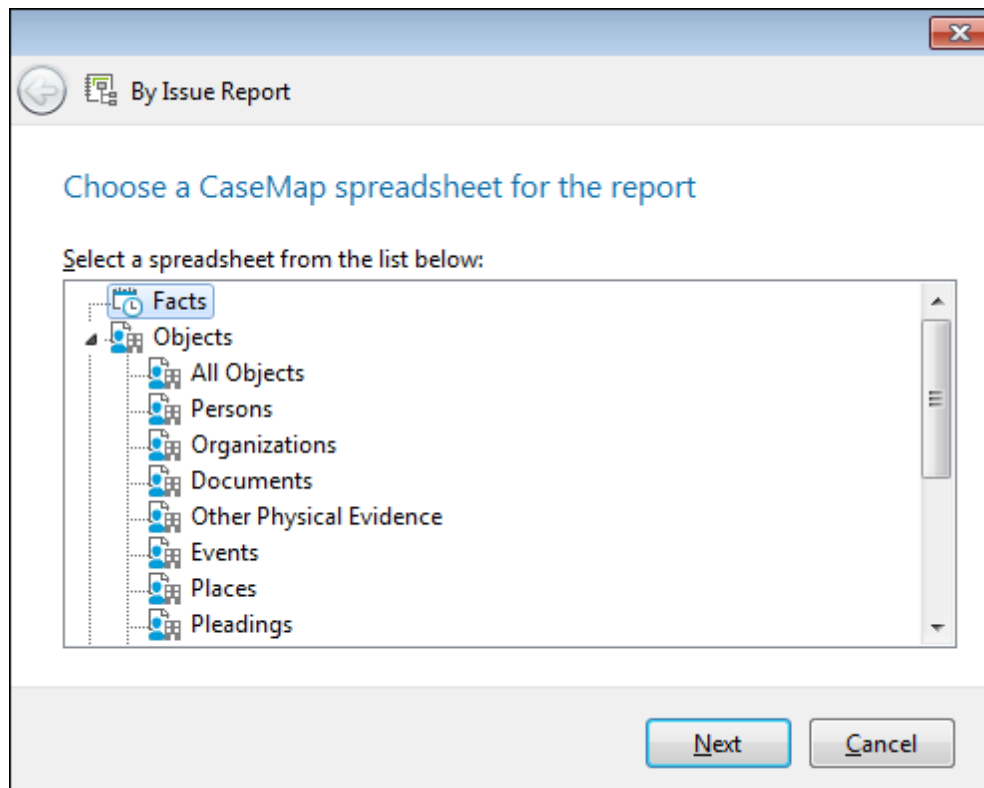 By Issue Report
Choose a CaseMap spreadsheet for the report
Select a spreadsheet from the list below:
Facts
Objects
All Objects
Persons
Organizations
Documents
Other Physical Evidence
Events
Places
Pleadings
Next
Cancel